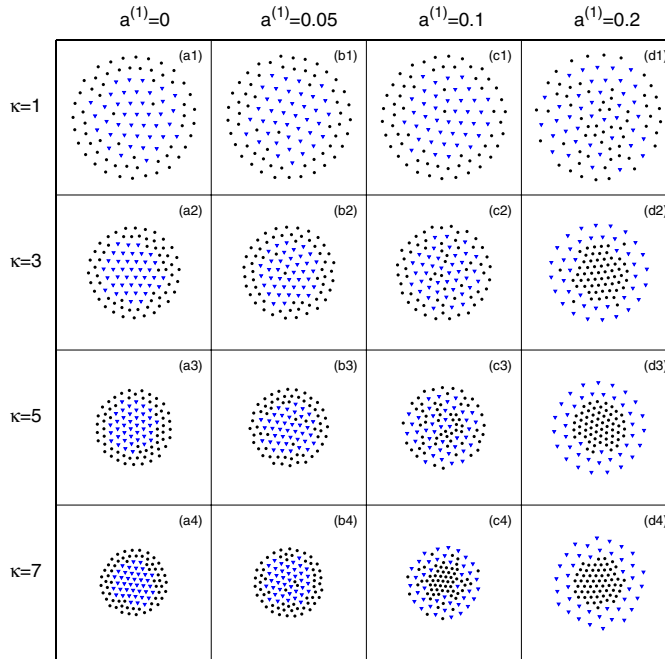 a(1)=0 a(1)=0.05 a(1)=0.1 a(1)=0.2
κ=1 (a1) (b1) (c1) (d1)
κ=3 (a2) (b2) (c2) (d2)
κ=5 (a3) (b3) (c3) (d3)
κ=7 (a4) (b4) (c4) (d4)